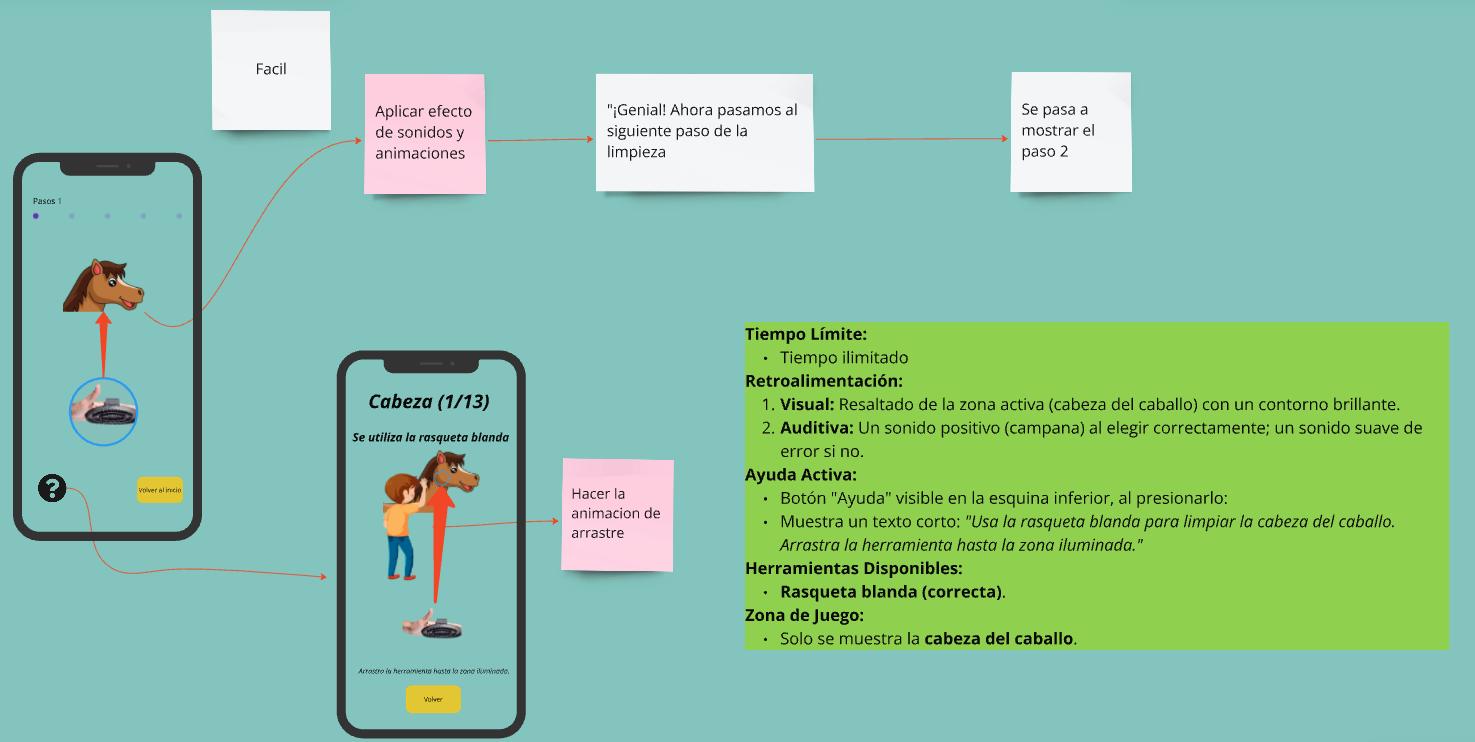 Facil
Aplicar efecto
de sonidos y
animaciones
"¡Genial! Ahora pasamos al
siguiente paso de la
limpieza
Se pasa a
mostrar el
paso 2
Pasos 1
?
Volver al inicio
Cabeza (1/13)
Se utiliza la rasqueta blanda
Arrastra la herramienta hasta la zona iluminada.
Volver
Hacer la
animacion de
arrastre
Tiempo Límite:
• Tiempo ilimitado
Retroalimentación:
1. Visual: Resaltado de la zona activa (cabeza del caballo) con un contorno brillante.
2. Auditiva: Un sonido positivo (campana) al elegir correctamente; un sonido suave de
error si no.
Ayuda Activa:
• Botón "Ayuda" visible en la esquina inferior, al presionarlo:
• Muestra un texto corto: "Usa la rasqueta blanda para limpiar la cabeza del caballo.
Arrastra la herramienta hasta la zona iluminada."
Herramientas Disponibles:
• Rasqueta blanda (correcta).
Zona de Juego:
• Solo se muestra la cabeza del caballo.